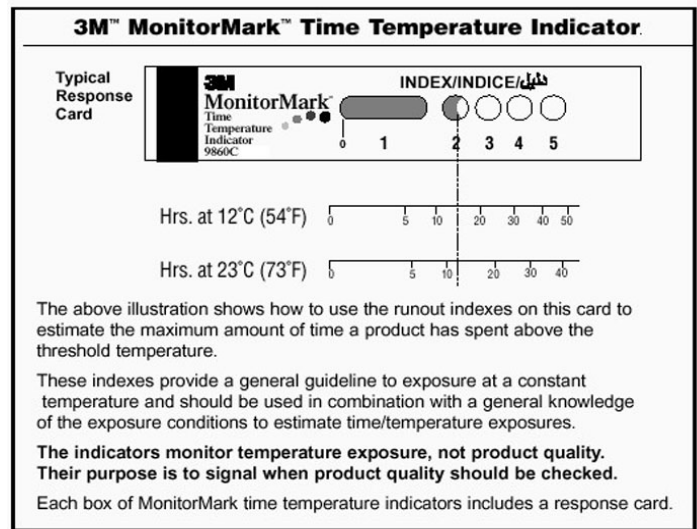 3M™ MonitorMark™ Time Temperature Indicator.
Typical
Response
Card
3M
MonitorMark™
Time
Temperature
Indicator
9860C
INDEX/INDICE/دليل
0 1 2 3 4 5
Hrs. at 12°C (54°F) 0 5 10 20 30 40 50
Hrs. at 23°C (73°F) 0 5 10 20 30 40
The above illustration shows how to use the runout indexes on this card to
estimate the maximum amount of time a product has spent above the
threshold temperature.
These indexes provide a general guideline to exposure at a constant
temperature and should be used in combination with a general knowledge
of the exposure conditions to estimate time/temperature exposures.
The indicators monitor temperature exposure, not product quality.
Their purpose is to signal when product quality should be checked.
Each box of MonitorMark time temperature indicators includes a response card.